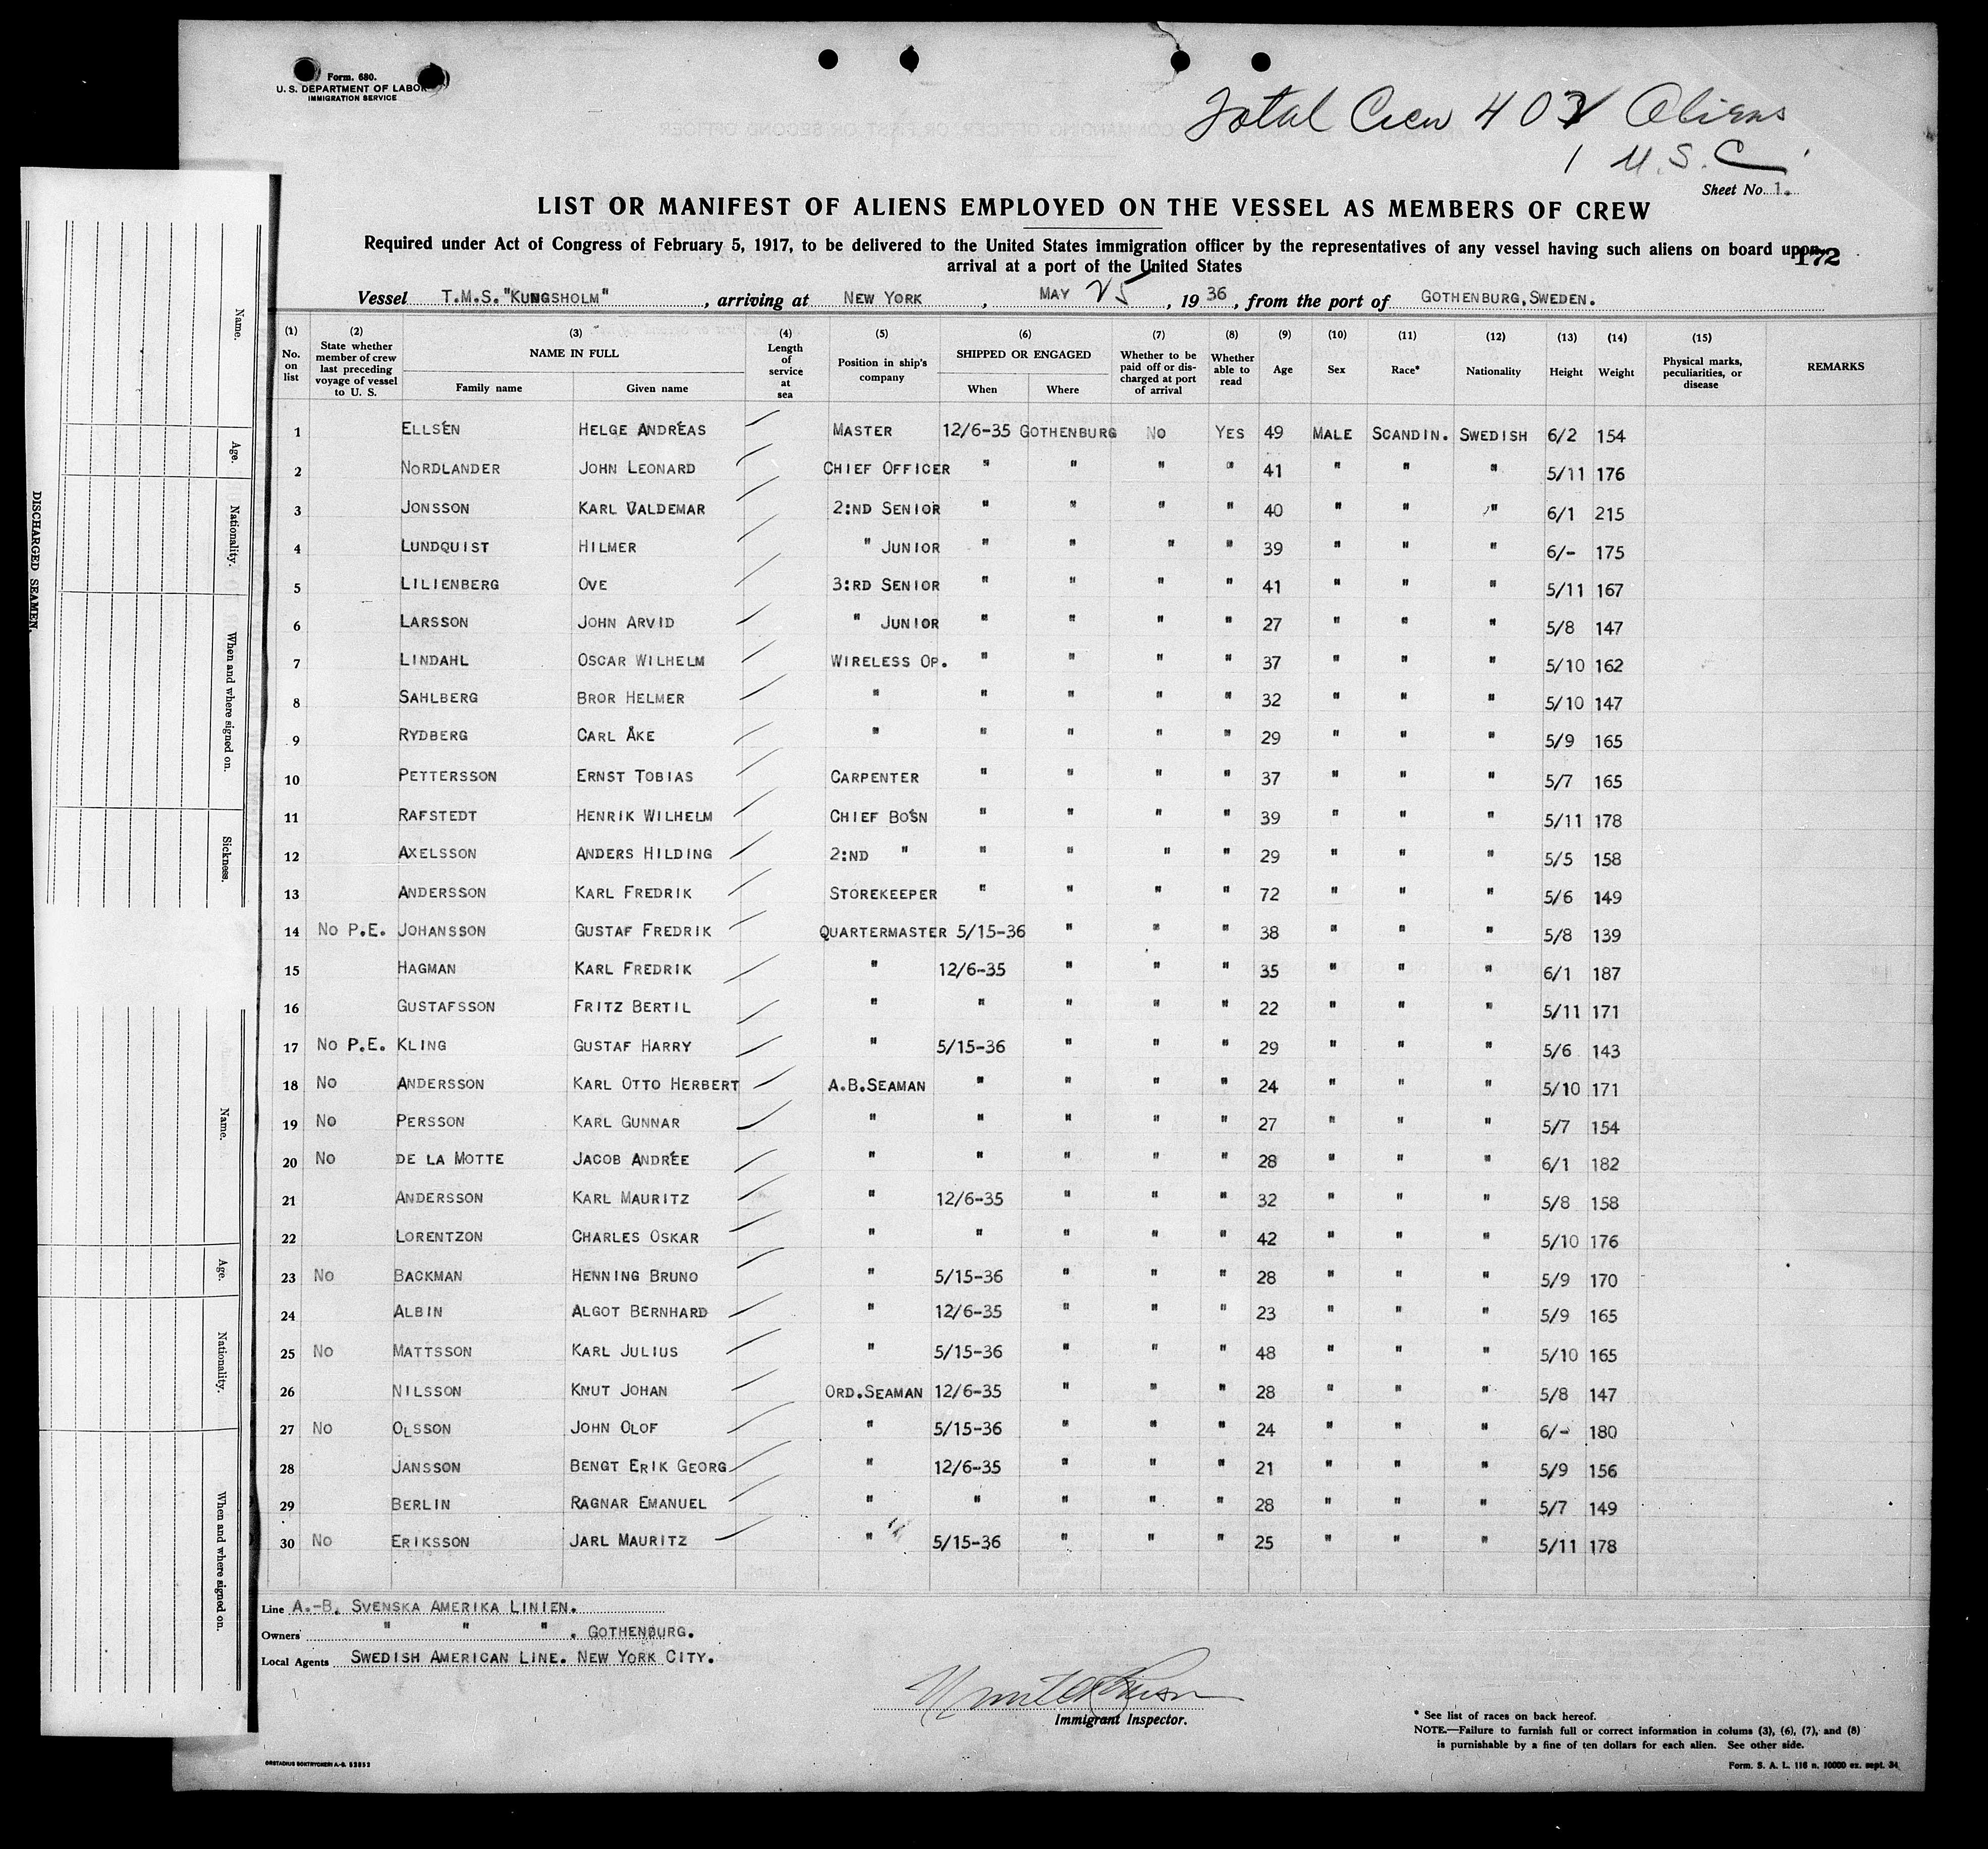 Form. 680.
U. S. DEPARTMENT OF LABOR
IMMIGRATION SERVICE
Total Crew 403 Aliens
1 U.S.C.
Sheet No. 1.
LIST OR MANIFEST OF ALIENS EMPLOYED ON THE VESSEL AS MEMBERS OF CREW
Required under Act of Congress of February 5, 1917, to be delivered to the United States immigration officer by the representatives of any vessel having such aliens on board upon
arrival at a port of the United States
172
Vessel T.M.S."KUNGSHOLM", arriving at NEW YORK, MAY 25, 1936, from the port of GOTHENBURG, SWEDEN.
(1) (2) (3) (4) (5) (6) (7) (8) (9) (10) (11) (12) (13) (14) (15)
No. on list | State whether member of crew last preceding voyage of vessel to U. S. | NAME IN FULL Family name Given name | Length of service at sea | Position in ship's company | SHIPPED OR ENGAGED When Where | Whether to be paid off or discharged at port of arrival | Whether able to read | Age | Sex | Race* | Nationality | Height | Weight | Physical marks, peculiarities, or disease | REMARKS
1 ELLSÉN HELGE ANDRÉAS MASTER 12/6-35 GOTHENBURG NO YES 49 MALE SCANDIN. SWEDISH 6/2 154
2 NORDLANDER JOHN LEONARD CHIEF OFFICER " " " " 41 " " " 5/11 176
3 JONSSON KARL VALDEMAR 2:ND SENIOR " " " " 40 " " " 6/1 215
4 LUNDQUIST HILMER " JUNIOR " " " " 39 " " " 6/- 175
5 LILIENBERG OVE 3:RD SENIOR " " " " 41 " " " 5/11 167
6 LARSSON JOHN ARVID " JUNIOR " " " " 27 " " " 5/8 147
7 LINDAHL OSCAR WILHELM WIRELESS OP. " " " " 37 " " " 5/10 162
8 SAHLBERG BROR HELMER " " " " " 32 " " " 5/10 147
9 RYDBERG CARL ÅKE " " " " " 29 " " " 5/9 165
10 PETTERSSON ERNST TOBIAS CARPENTER " " " " 37 " " " 5/7 165
11 RAFSTEDT HENRIK WILHELM CHIEF BO'SN " " " " 39 " " " 5/11 178
12 AXELSSON ANDERS HILDING 2:ND " " " " " 29 " " " 5/5 158
13 ANDERSSON KARL FREDRIK STOREKEEPER " " " " 72 " " " 5/6 149
14 NO P.E. JOHANSSON GUSTAF FREDRIK QUARTERMASTER 5/15-36 " " " 38 " " " 5/8 139
15 HAGMAN KARL FREDRIK " 12/6-35 " " " 35 " " " 6/1 187
16 GUSTAFSSON FRITZ BERTIL " " " " " 22 " " " 5/11 171
17 NO P.E. KLING GUSTAF HARRY " 5/15-36 " " " 29 " " " 5/6 143
18 NO ANDERSSON KARL OTTO HERBERT A.B.SEAMAN " " " " 24 " " " 5/10 171
19 NO PERSSON KARL GUNNAR " " " " " 27 " " " 5/7 154
20 NO DE LA MOTTE JACOB ANDRÉE " " " " " 28 " " " 6/1 182
21 ANDERSSON KARL MAURITZ " 12/6-35 " " " 32 " " " 5/8 158
22 LORENTZON CHARLES OSKAR " " " " " 42 " " " 5/10 176
23 NO BACKMAN HENNING BRUNO " 5/15-36 " " " 28 " " " 5/9 170
24 ALBIN ALGOT BERNHARD " 12/6-35 " " " 23 " " " 5/9 165
25 NO MATTSSON KARL JULIUS " 5/15-36 " " " 48 " " " 5/10 165
26 NILSSON KNUT JOHAN ORD.SEAMAN 12/6-35 " " " 28 " " " 5/8 147
27 NO OLSSON JOHN OLOF " 5/15-36 " " " 24 " " " 6/- 180
28 JANSSON BENGT ERIK GEORG " 12/6-35 " " " 21 " " " 5/9 156
29 BERLIN RAGNAR EMANUEL " " " " " 28 " " " 5/7 149
30 NO ERIKSSON JARL MAURITZ " 5/15-36 " " " 25 " " " 5/11 178
Line A.-B. SVENSKA AMERIKA LINIEN.
Owners " " " . GOTHENBURG.
Local Agents SWEDISH AMERICAN LINE. NEW YORK CITY.
Immigrant Inspector.
* See list of races on back hereof.
NOTE.—Failure to furnish full or correct information in colums (3), (6), (7), and (8)
is punishable by a fine of ten dollars for each alien. See other side.
Form. S. A. L. 116 n. 10000 ex. sept. 34
DISCHARGED SEAMEN.
Name.
Age.
Nationality.
When and where signed on.
Sickness.
Name.
Age.
Nationality.
When and where signed on.